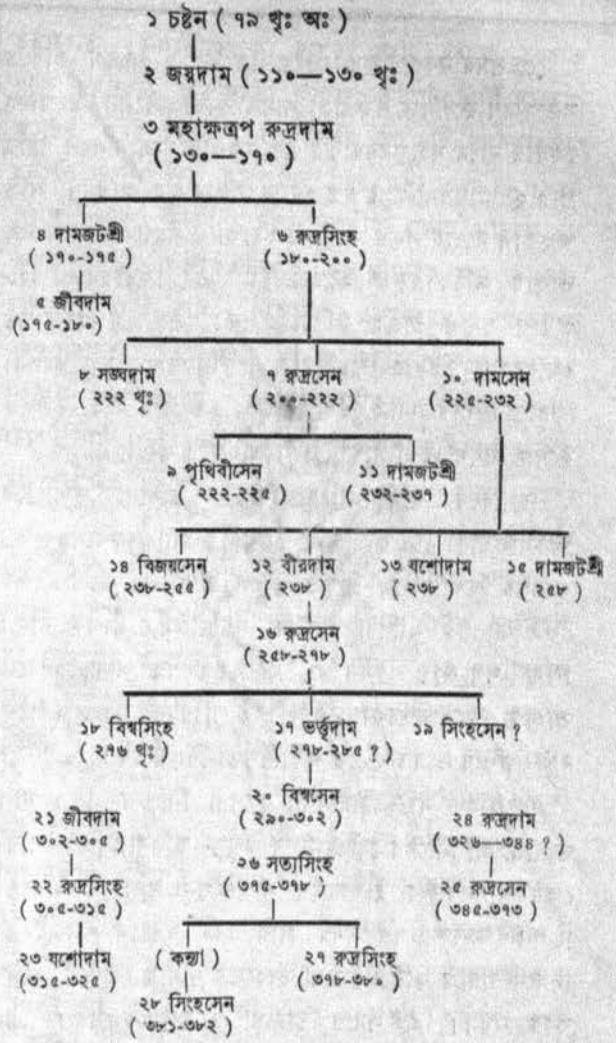 ১ চষ্টন ( ৭৯ খৃঃ অঃ )
২ জয়দাম ( ১১০—১৩০ খৃঃ )
৩ মহাক্ষত্রপ রুদ্রদাম
( ১৩০—১৭০ )
৪ দামজটশ্রী ৬ রুদ্রসিংহ
( ১৭০-১৭৫ ) ( ১৮০-২০০ )
৫ জীবদাম
(১৭৫-১৮০ )
৮ সঙ্ঘদাম ৭ রুদ্রসেন ১০ দামসেন
( ২২২ খৃঃ ) ( ২০০-২২২ ) ( ২২৫-২৩২ )
৯ পৃথিবীসেন ১১ দামজটশ্রী
( ২২২-২২৫ ) ( ২৩২-২৩৭ )
১৪ বিজয়সেন ১২ বীরদাম ১৩ যশোদাম ১৫ দামজটশ্রী
( ২৩৮-২৫৫ ) ( ২৩৮ ) ( ২৩৮ ) ( ২৫৮ )
১৬ রুদ্রসেন
( ২৫৮-২৭৮ )
১৮ বিশ্বসিংহ ১৭ ভর্ত্তৃদাম ১৯ সিংহসেন ?
( ২৭৬ খৃঃ ) ( ২৭৮-২৮৫ ? )
২০ বিশ্বসেন
( ২৯০-৩০২ )
২১ জীবদাম ২৪ রুদ্রদাম
( ৩০২-৩০৫ ) ( ৩২৬—৩৪৪ ? )
২৬ সত্যসিংহ
২২ রুদ্রসিংহ ( ৩৭৫-৩৭৮ ) ২৫ রুদ্রসেন
( ৩০৫-৩১৫ ) ( ৩৪৫-৩৭৩ )
২৩ যশোদাম ( কন্যা ) ২৭ রুদ্রসিংহ
( ৩১৫-৩২৫ ) ( ৩৭৮-৩৮০ )
২৮ সিংহসেন
( ৩৮১-৩৮২ )